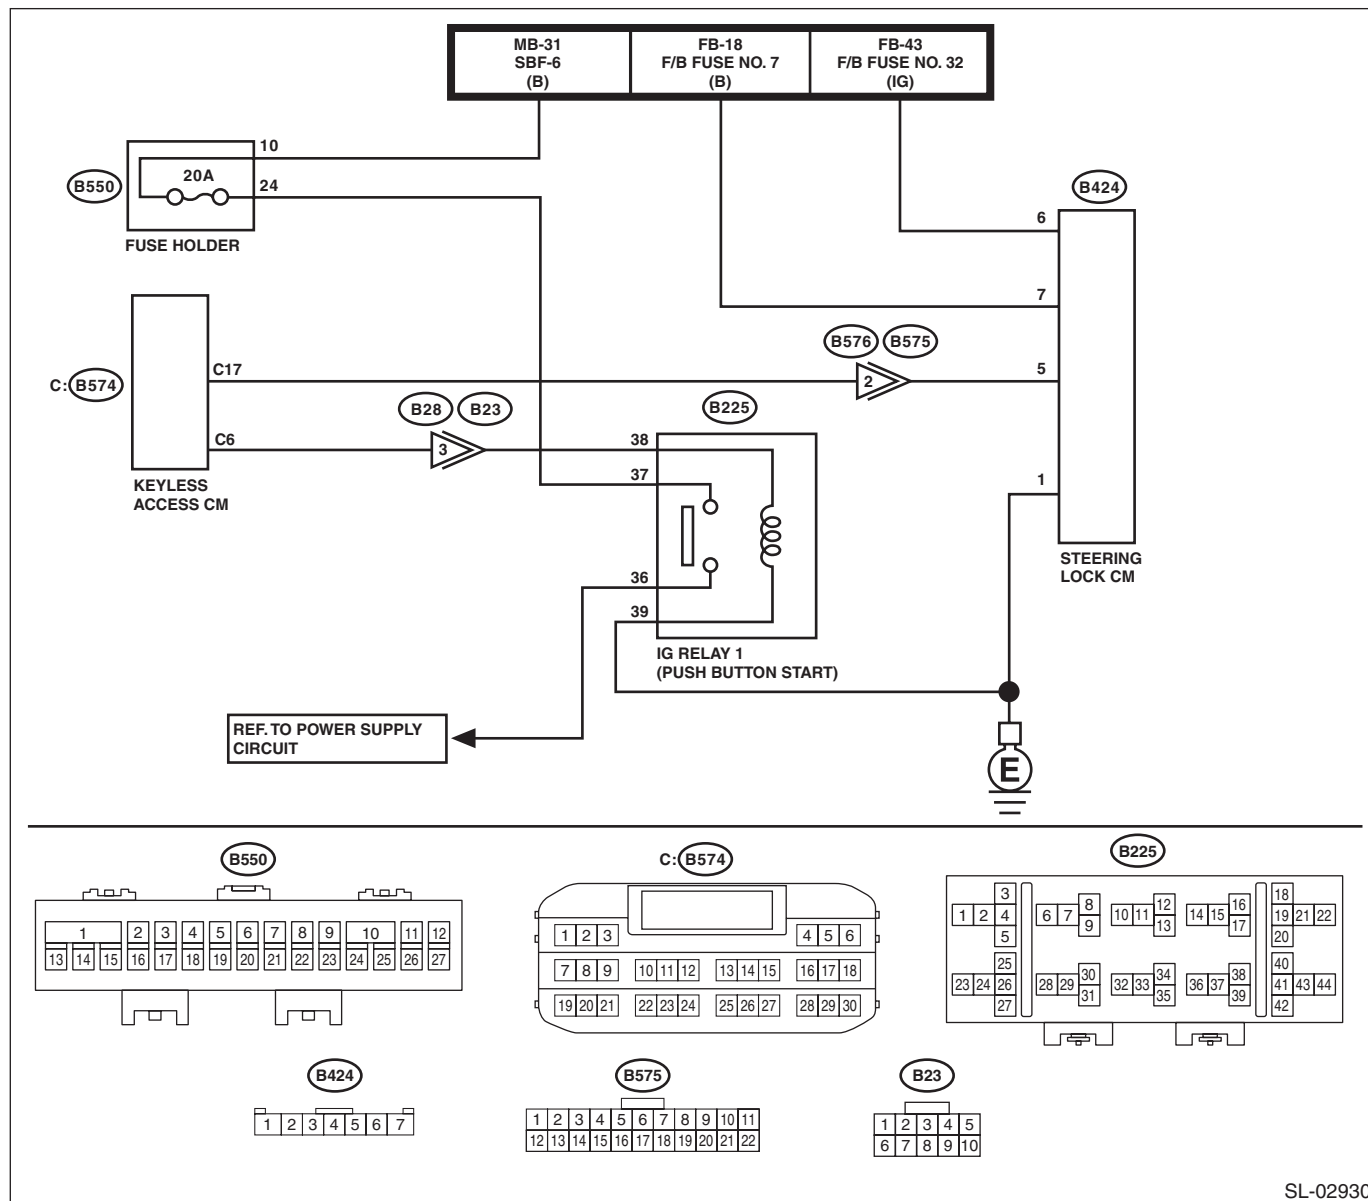 MB-31
SBF-6
(B)
FB-18
F/B FUSE NO. 7
(B)
FB-43
F/B FUSE NO. 32
(IG)
10
20A
24
B550
FUSE HOLDER
B424
6
7
B576 B575
C17
2
5
C: B574
B28 B23
B225
C6
3
38
37
KEYLESS
ACCESS CM
1
36
39
STEERING
LOCK CM
IG RELAY 1
(PUSH BUTTON START)
REF. TO POWER SUPPLY
CIRCUIT
E
B550
1 2 3 4 5 6 7 8 9 10 11 12
13 14 15 16 17 18 19 20 21 22 23 24 25 26 27
C: B574
1 2 3 4 5 6
7 8 9 10 11 12 13 14 15 16 17 18
19 20 21 22 23 24 25 26 27 28 29 30
B225
3 8 12 16 18
1 2 4 6 7 10 11 14 15 19 21 22
5 9 13 17 20
25 30 34 38 40
23 24 26 28 29 32 33 36 37 41 43 44
27 31 35 39 42
B424
1 2 3 4 5 6 7
B575
1 2 3 4 5 6 7 8 9 10 11
12 13 14 15 16 17 18 19 20 21 22
B23
1 2 3 4 5
6 7 8 9 10
SL-02930